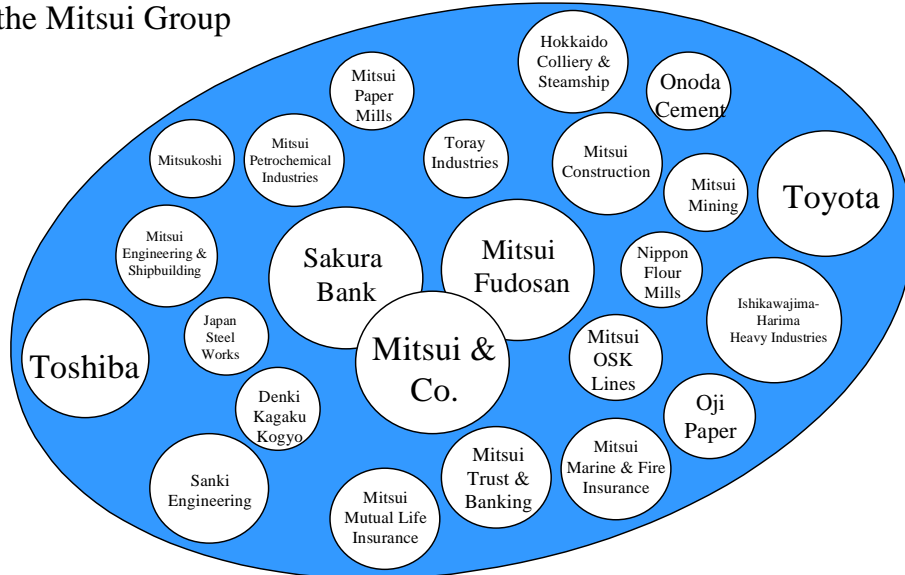 the Mitsui Group
Hokkaido
Colliery &
Steamship
Mitsui
Paper
Mills
Onoda
Cement
Mitsukoshi
Mitsui
Petrochemical
Industries
Toray
Industries
Mitsui
Construction
Mitsui
Mining
Toyota
Mitsui
Engineering &
Shipbuilding
Sakura
Bank
Mitsui
Fudosan
Nippon
Flour
Mills
Ishikawajima-
Harima
Heavy Industries
Toshiba
Japan
Steel
Works
Mitsui &
Co.
Mitsui
OSK
Lines
Denki
Kagaku
Kogyo
Oji
Paper
Sanki
Engineering
Mitsui
Mutual Life
Insurance
Mitsui
Trust &
Banking
Mitsui
Marine & Fire
Insurance